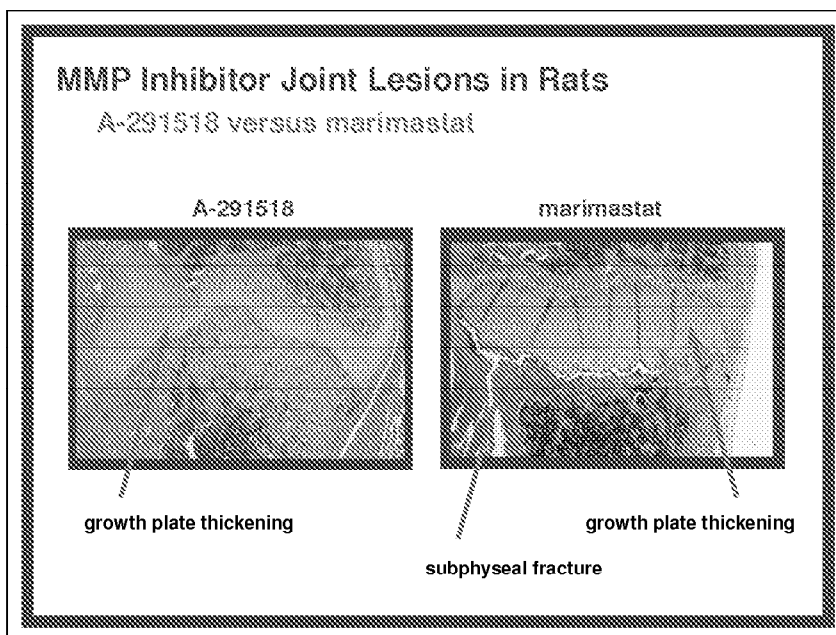 MMP Inhibitor Joint Lesions in Rats
A-291518 versus marimastat
A-291518
marimastat
growth plate thickening
growth plate thickening
subphyseal fracture